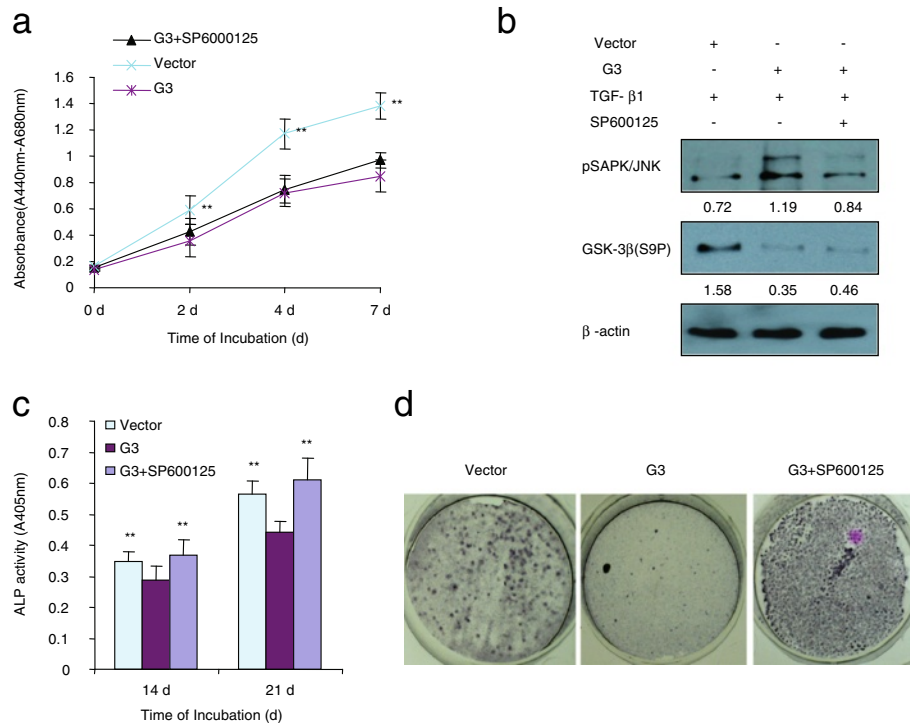 a
G3+SP6000125
Vector
G3
Absorbance(A440nm-A680nm)
1.6
1.4
1.2
1
0.8
0.6
0.4
0.2
0
**
**
**
0 d
2 d
4 d
7 d
Time of Incubation (d)
b
Vector + - -
G3 - + +
TGF- β1 + + +
SP600125 - - +
pSAPK/JNK
0.72 1.19 0.84
GSK-3β(S9P)
1.58 0.35 0.46
β -actin
c
Vector
G3
G3+SP600125
ALP activity (A405nm)
0.8
0.7
0.6
0.5
0.4
0.3
0.2
0.1
0
** **
** **
14 d
21 d
Time of Incubation (d)
d
Vector
G3
G3+SP600125